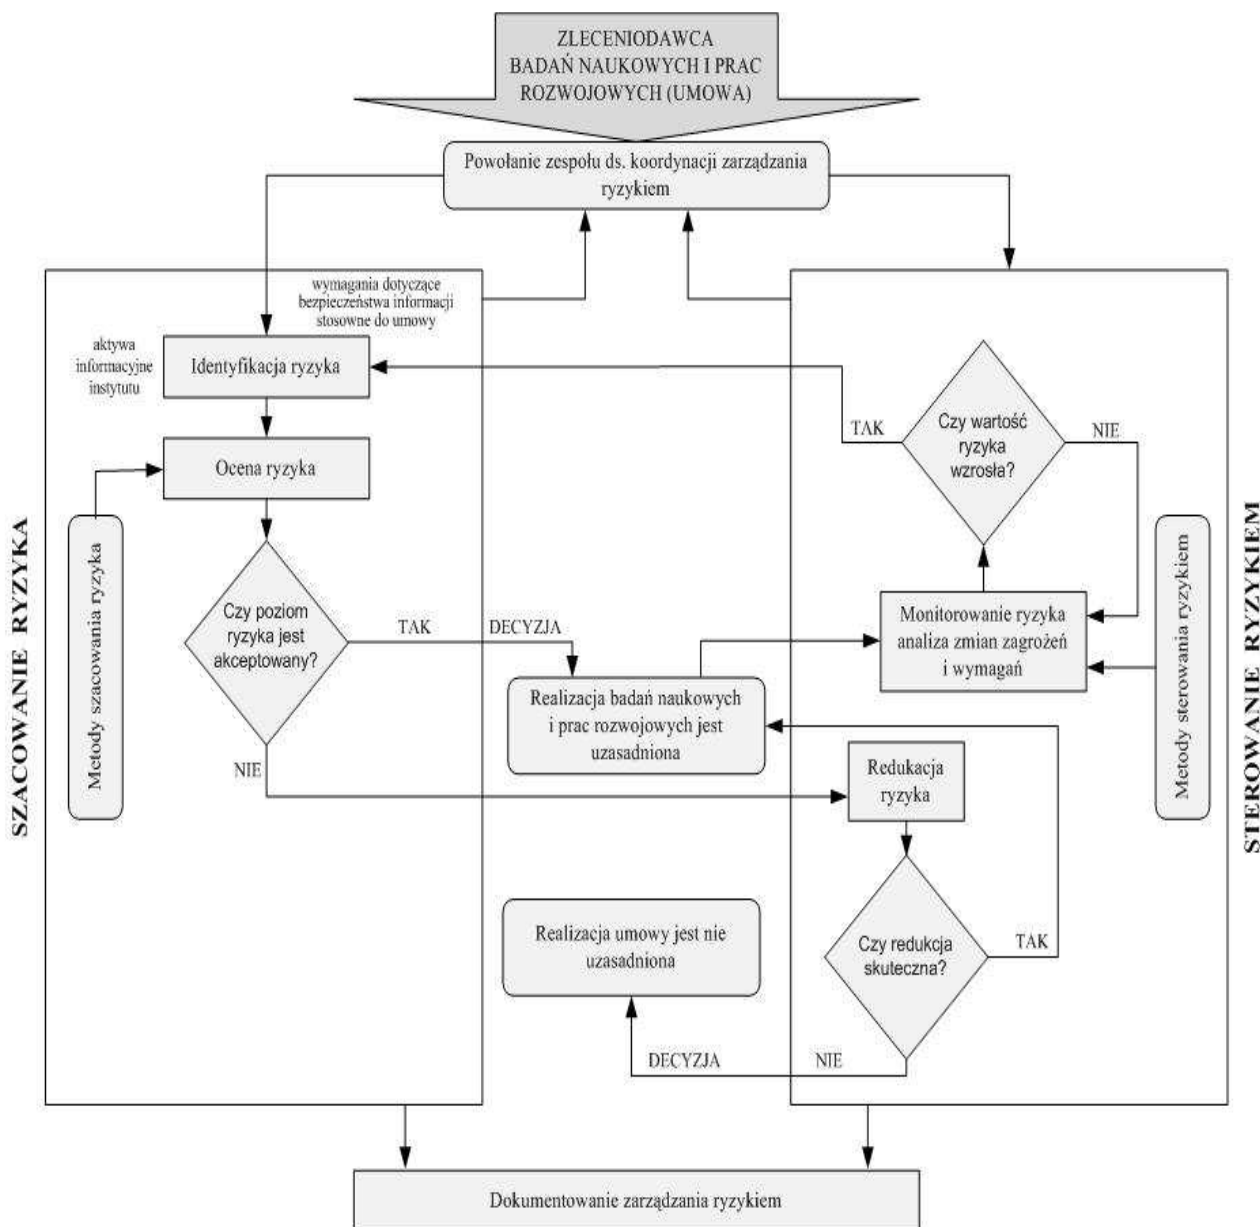 ZLECENIODAWCA
BADAŃ NAUKOWYCH I PRAC
ROZWOJOWYCH (UMOWA)
Powołanie zespołu ds. koordynacji zarządzania
ryzykiem
SZACOWANIE RYZYKA
wymagania dotyczące
bezpieczeństwa informacji
stosowne do umowy
aktywa
informacyjne
instytutu
Identyfikacja ryzyka
Ocena ryzyka
Metody szacowania ryzyka
Czy poziom
ryzyka jest
akceptowany?
TAK
DECYZJA
NIE
Realizacja badań naukowych
i prac rozwojowych jest
uzasadniona
Realizacja umowy jest nie
uzasadniona
STEROWANIE RYZYKIEM
Czy wartość
ryzyka
wzrosła?
TAK
NIE
Monitorowanie ryzyka
analiza zmian zagrożeń
i wymagań
Metody sterowania ryzykiem
Redukacja
ryzyka
Czy redukcja
skuteczna?
TAK
DECYZJA
NIE
Dokumentowanie zarządzania ryzykiem